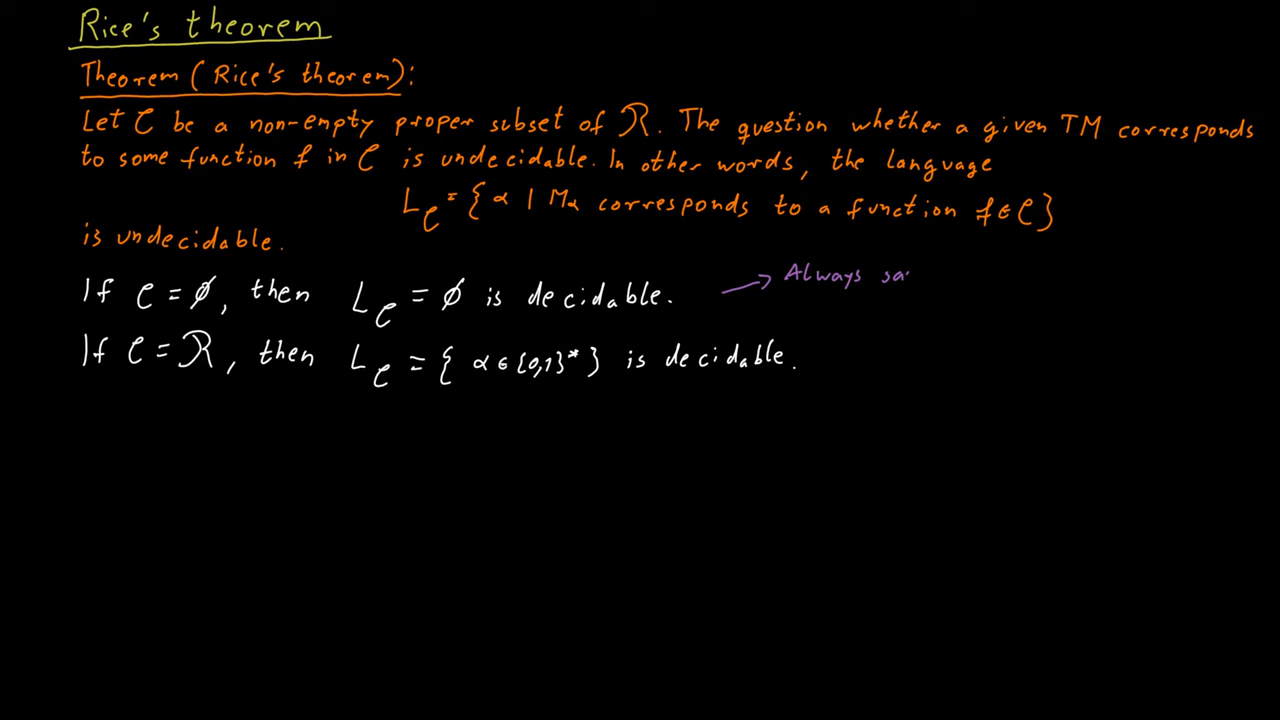 Rice's theorem
Theorem (Rice's theorem):
Let C be a non-empty proper subset of R. The question whether a given TM corresponds
to some function f in C is undecidable. In other words, the language
L_C = { α | Mα corresponds to a function f ∈ C }
is undecidable.
If C = ∅, then L_C = ∅ is decidable. → Always sa
If C = R, then L_C = { α ∈ {0,1}* } is decidable.